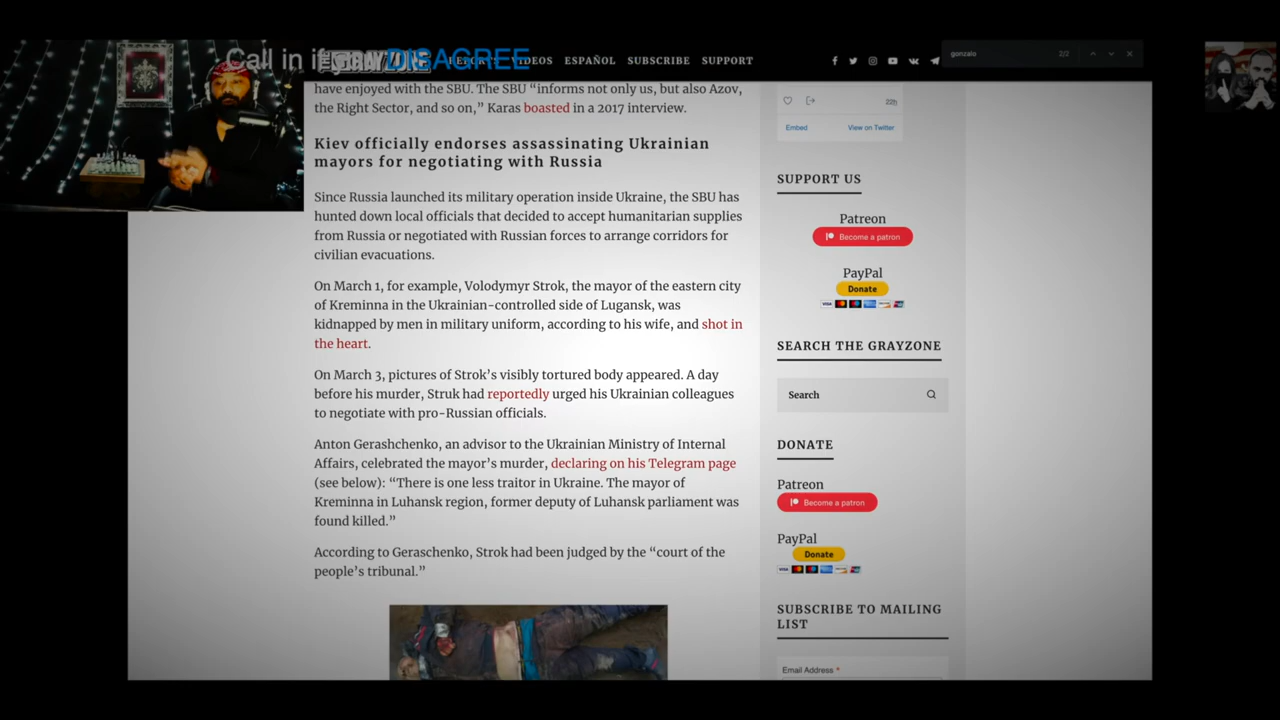 Call in if you DISAGREE
THE GRAYZONE
REPORTS VIDEOS ESPAÑOL SUBSCRIBE SUPPORT
gonzalo 2/2
have enjoyed with the SBU. The SBU “informs not only us, but also Azov,
the Right Sector, and so on,” Karas boasted in a 2017 interview.
Kiev officially endorses assassinating Ukrainian
mayors for negotiating with Russia
Since Russia launched its military operation inside Ukraine, the SBU has
hunted down local officials that decided to accept humanitarian supplies
from Russia or negotiated with Russian forces to arrange corridors for
civilian evacuations.
On March 1, for example, Volodymyr Strok, the mayor of the eastern city
of Kreminna in the Ukrainian-controlled side of Lugansk, was
kidnapped by men in military uniform, according to his wife, and shot in
the heart.
On March 3, pictures of Strok’s visibly tortured body appeared. A day
before his murder, Struk had reportedly urged his Ukrainian colleagues
to negotiate with pro-Russian officials.
Anton Gerashchenko, an advisor to the Ukrainian Ministry of Internal
Affairs, celebrated the mayor’s murder, declaring on his Telegram page
(see below): “There is one less traitor in Ukraine. The mayor of
Kreminna in Luhansk region, former deputy of Luhansk parliament was
found killed.”
According to Geraschenko, Strok had been judged by the “court of the
people’s tribunal.”
22h
Embed View on Twitter
SUPPORT US
Patreon
Become a patron
PayPal
Donate
VISA
SEARCH THE GRAYZONE
Search
DONATE
Patreon
Become a patron
PayPal
Donate
VISA
SUBSCRIBE TO MAILING
LIST
Email Address *